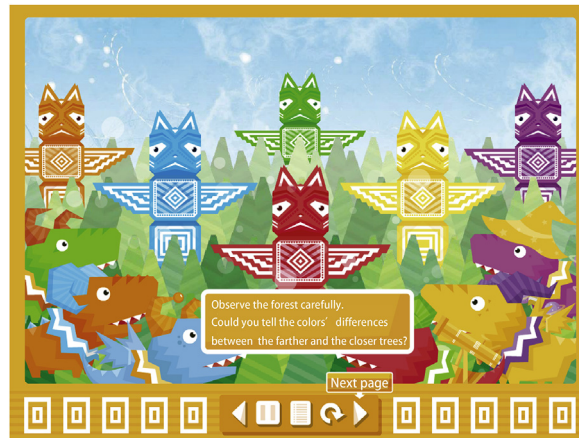 Observe the forest carefully.
Could you tell the colors' differences
between the farther and the closer trees?
Next page